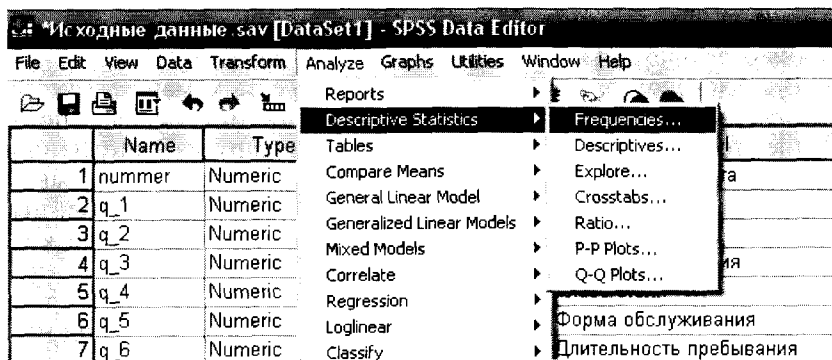 *Исходные данные.sav [DataSet1] - SPSS Data Editor
File Edit View Data Transform Analyze Graphs Utilities Window Help
Reports
Descriptive Statistics Frequencies...
Name Type Tables Descriptives...
1 nummer Numeric Compare Means Explore...
2 q_1 Numeric General Linear Model Crosstabs...
3 q_2 Numeric Generalized Linear Models Ratio...
Mixed Models P-P Plots...
4 q_3 Numeric Correlate Q-Q Plots...
5 q_4 Numeric Regression
6 q_5 Numeric Loglinear Форма обслуживания
7 q_6 Numeric Classify Длительность пребывания